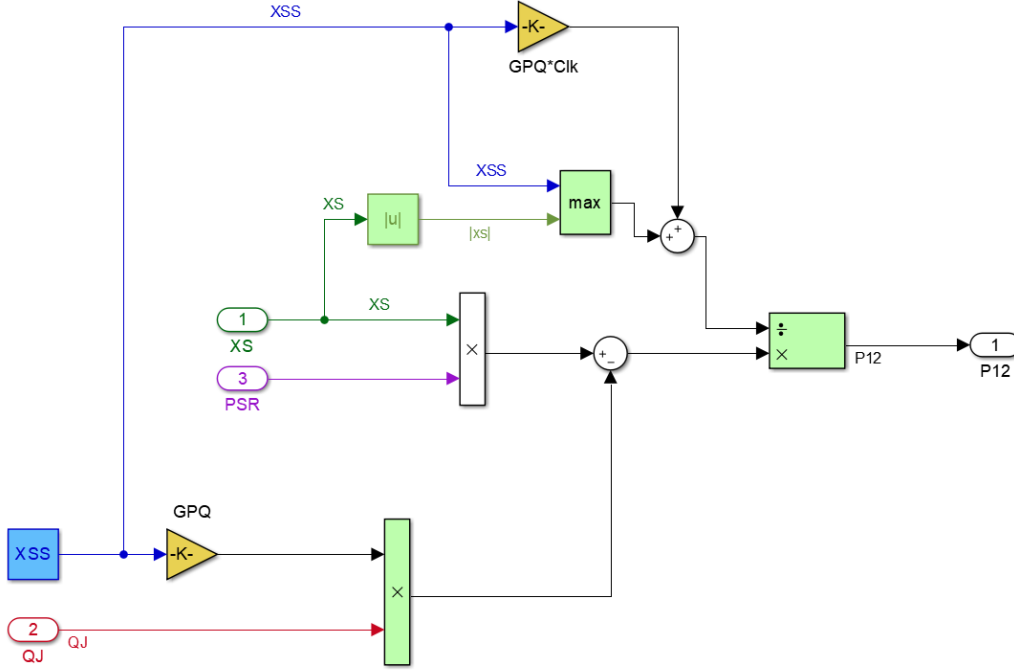 XSS
-K-
GPQ*Clk
XSS
max
XS
|u|
|xs|
+
+
1
XS
XS
×
3
PSR
+
−
÷
×
P12
1
P12
GPQ
XSS
-K-
×
2
QJ
QJ